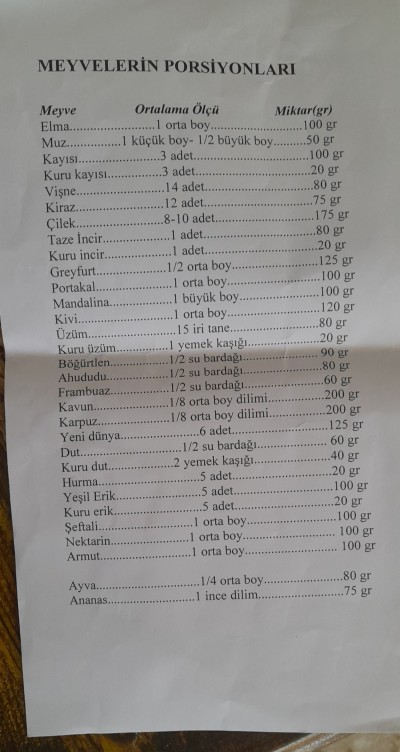 MEYVELERİN PORSİYONLARI
Meyve Ortalama Ölçü Miktar(gr)
Elma..........................1 orta boy............................100 gr
Muz................1 küçük boy- 1/2 büyük boy..........50 gr
Kayısı.........................3 adet...................................100 gr
Kuru kayısı.................3 adet...................................20 gr
Vişne...........................14 adet.................................80 gr
Kiraz...........................12 adet.................................75 gr
Çilek...........................8-10 adet..............................175 gr
Taze İncir....................1 adet...................................80 gr
Kuru incir....................1 adet...................................20 gr
Greyfurt......................1/2 orta boy..........................125 gr
Portakal.......................1 orta boy............................100 gr
Mandalina...................1 büyük boy........................100 gr
Kivi.............................1 orta boy............................120 gr
Üzüm..........................15 iri tane............................80 gr
Kuru üzüm................1 yemek kaşığı.....................20 gr
Böğürtlen...................1/2 su bardağı........................ 90 gr
Ahududu....................1/2 su bardağı........................80 gr
Frambuaz...................1/2 su bardağı........................60 gr
Kavun........................1/8 orta boy dilimi................200 gr
Karpuz.......................1/8 orta boy dilimi................200 gr
Yeni dünya.......................6 adet...............................125 gr
Dut.............................1/2 su bardağı...................... 60 gr
Kuru dut....................2 yemek kaşığı......................40 gr
Hurma..........................5 adet..................................20 gr
Yeşil Erik.......................5 adet.................................100 gr
Kuru erik.......................5 adet.................................20 gr
Şeftali............................1 orta boy..........................100 gr
Nektarin.......................1 orta boy............................ 100 gr
Armut............................1 orta boy.......................... 100 gr
Ayva.............................1/4 orta boy........................80 gr
Ananas.........................1 ince dilim..........................75 gr